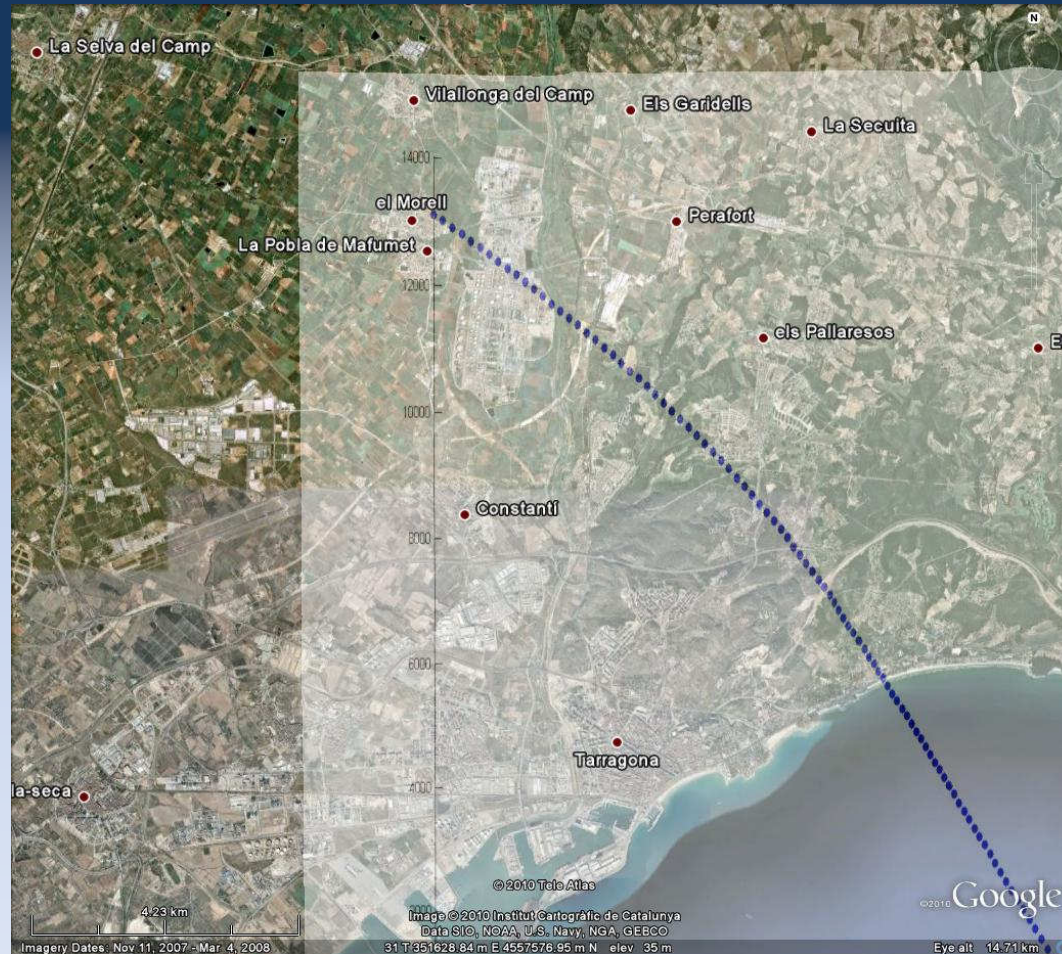 N
La Selva del Camp
Vilallonga del Camp
Els Garidells
La Secuita
14000
el Morell
Perafort
La Pobla de Mafumet
12000
els Pallaresos
E
10000
Constantí
8000
6000
Tarragona
la-seca
4000
© 2010 Tele Atlas
©2010 Google
4.23 km
Image © 2010 Institut Cartogràfic de Catalunya
Data SIO, NOAA, U.S. Navy, NGA, GEBCO
Imagery Dates: Nov 11, 2007 - Mar 4, 2008
31 T 351628.84 m E 4557576.95 m N elev 35 m
Eye alt 14.71 km